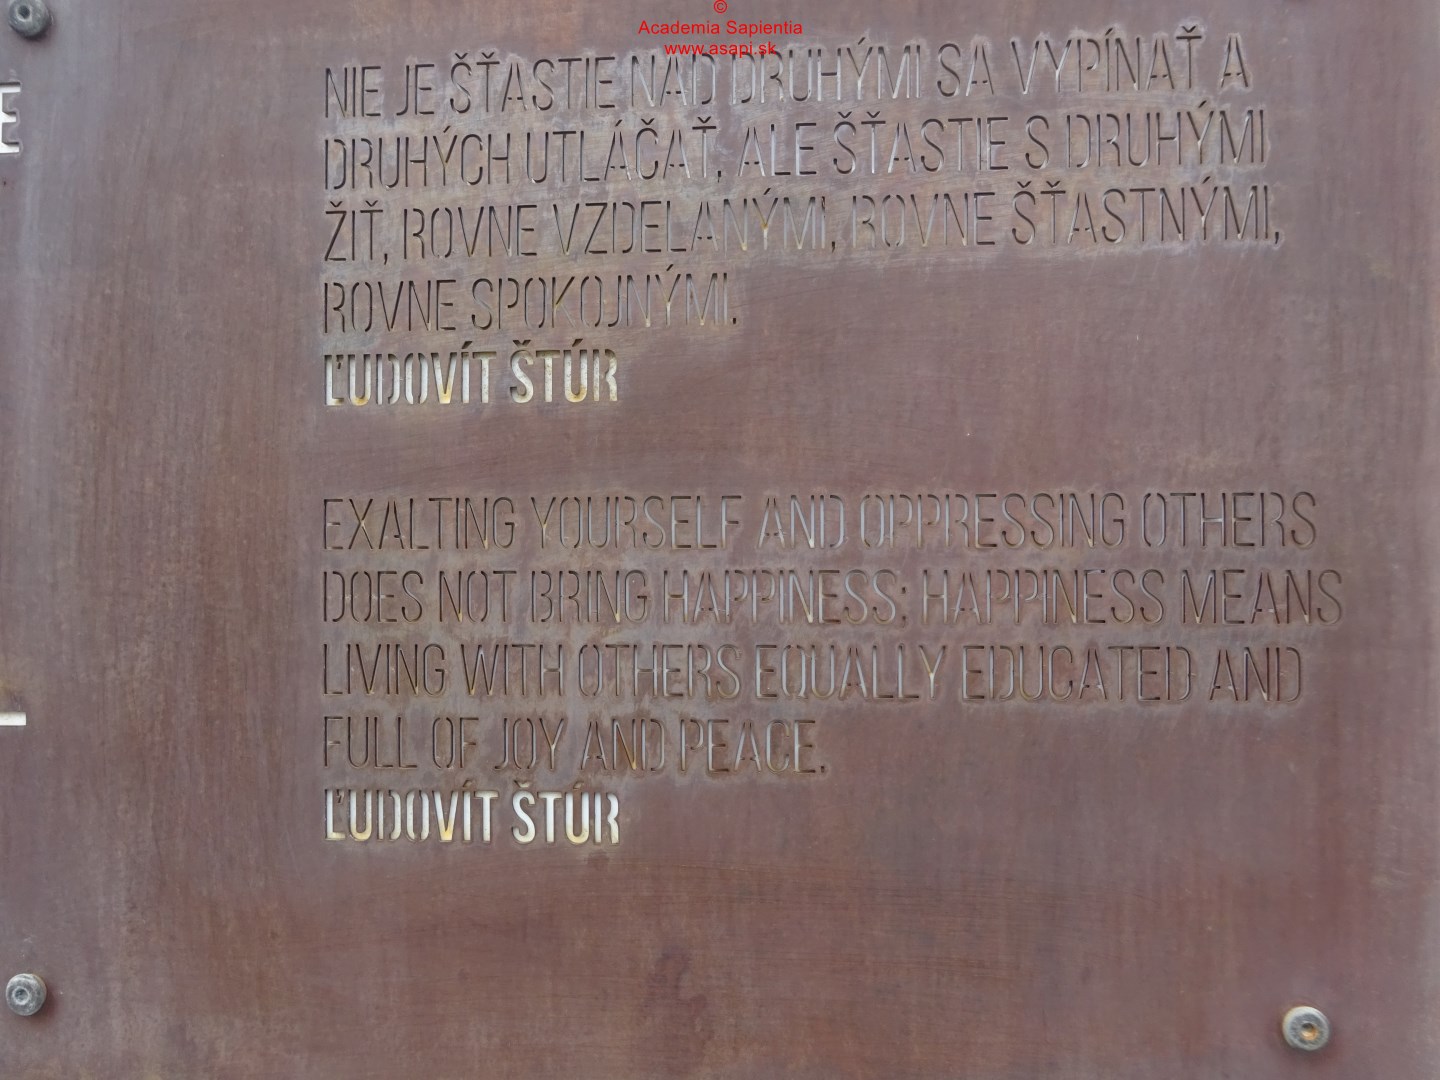 ©
Academia Sapientia
www.asapi.sk
NIE JE ŠŤASTIE NAD DRUHÝMI SA VYPÍNAŤ A
DRUHÝCH UTLÁČAŤ, ALE ŠŤASTIE S DRUHÝMI
ŽIŤ, ROVNE VZDELANÝMI, ROVNE ŠŤASTNÝMI,
ROVNE SPOKOJNÝMI.
ĽUDOVÍT ŠTÚR
EXALTING YOURSELF AND OPPRESSING OTHERS
DOES NOT BRING HAPPINESS; HAPPINESS MEANS
LIVING WITH OTHERS EQUALLY EDUCATED AND
FULL OF JOY AND PEACE.
ĽUDOVÍT ŠTÚR